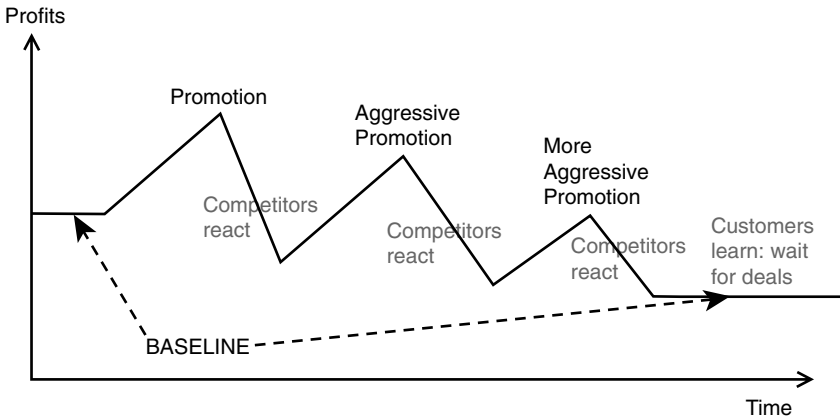 Profits
Promotion
Aggressive
Promotion
More
Aggressive
Promotion
Competitors
react
Competitors
react
Competitors
react
Customers
learn: wait
for deals
BASELINE
Time